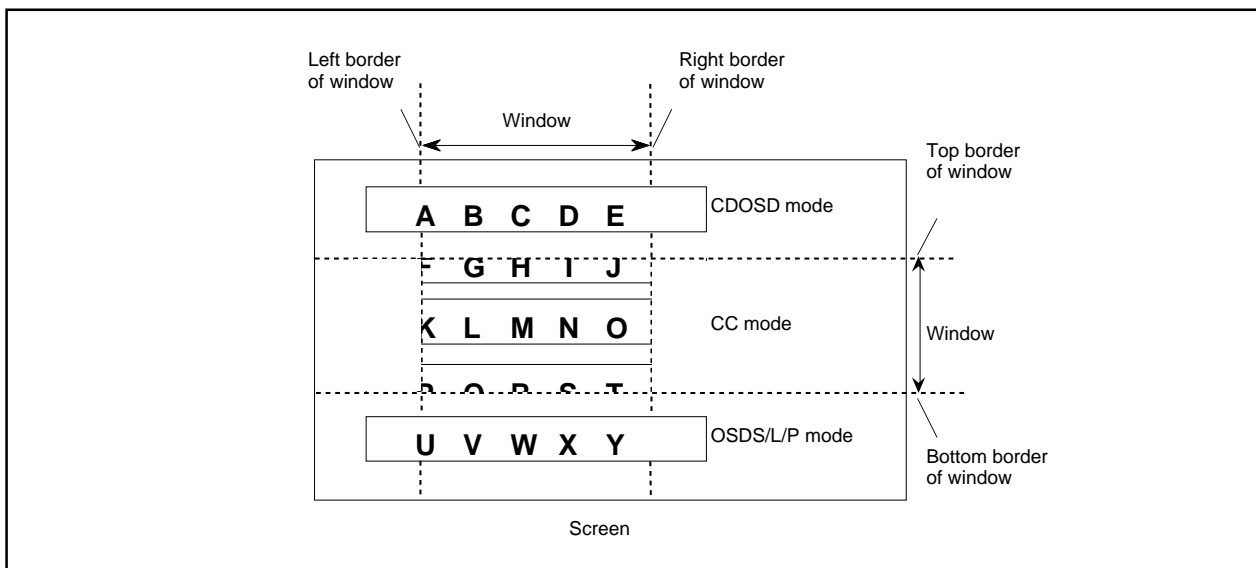 Left border
of window
Right border
of window
Window
Top border
of window
A B C D E
CDOSD mode
F G H I J
K L M N O
CC mode
Window
P Q R S T
U V W X Y
OSDS/L/P mode
Bottom border
of window
Screen